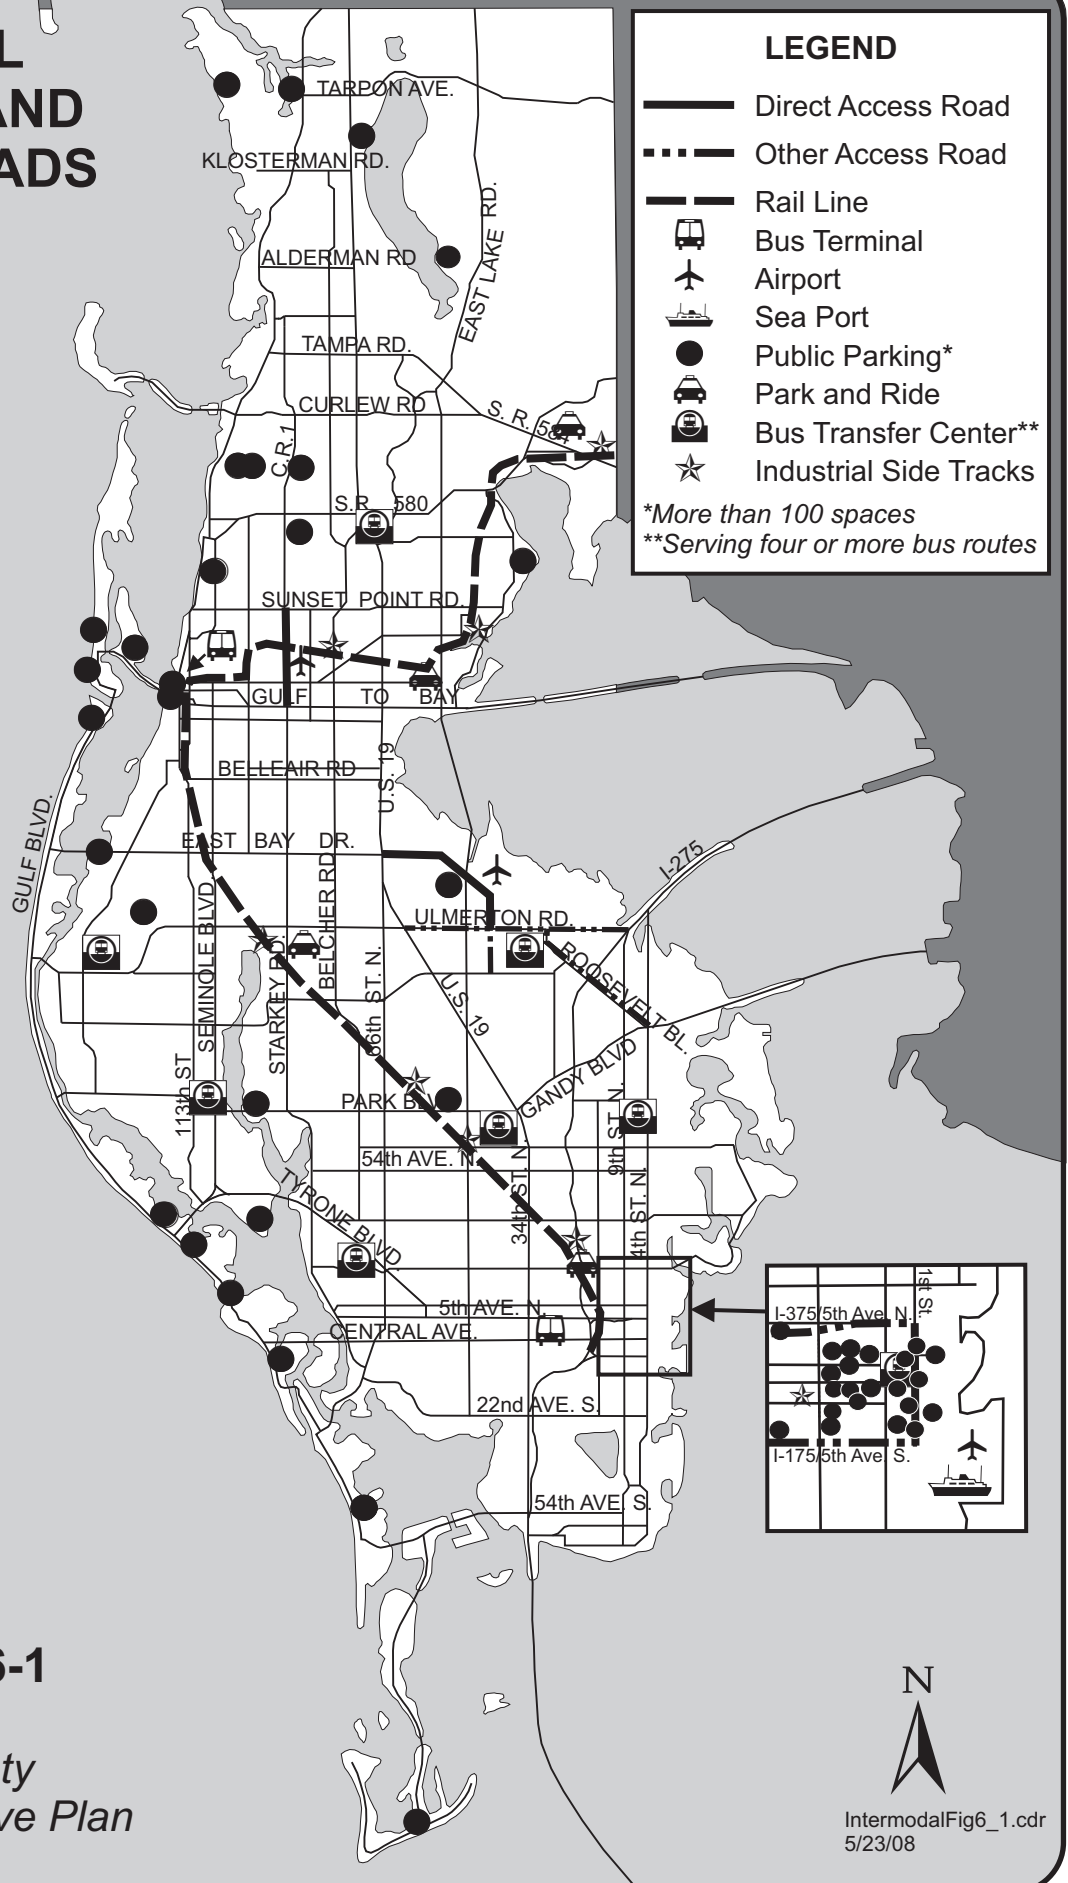 L
AND
ADS
LEGEND
Direct Access Road
Other Access Road
Rail Line
Bus Terminal
Airport
Sea Port
Public Parking*
Park and Ride
Bus Transfer Center**
Industrial Side Tracks
*More than 100 spaces
**Serving four or more bus routes
TARPON AVE.
KLOSTERMAN RD.
EAST LAKE RD.
ALDERMAN RD
TAMPA RD.
CURLEW RD
S. R. 584
C.R.1
S.R. 580
SUNSET POINT RD.
GULF TO BAY
U.S. 19
BELLEAIR RD
GULF BLVD.
EAST BAY DR.
I-275
SEMINOLE BLVD.
BELCHER RD
ULMERTON RD.
STARKEY RD.
66th ST. N.
U.S. 19
ROOSEVELT BL.
GANDY BLVD
113th ST
PARK BLV
9th ST. N.
54th AVE. N.
34th ST. N.
4th ST. N.
TYRONE BLVD.
5th AVE. N.
CENTRAL AVE.
22nd AVE. S.
54th AVE. S.
1st St.
I-375/5th Ave. N.
I-175/5th Ave. S.
6-1
ty
ve Plan
N
IntermodalFig6_1.cdr
5/23/08